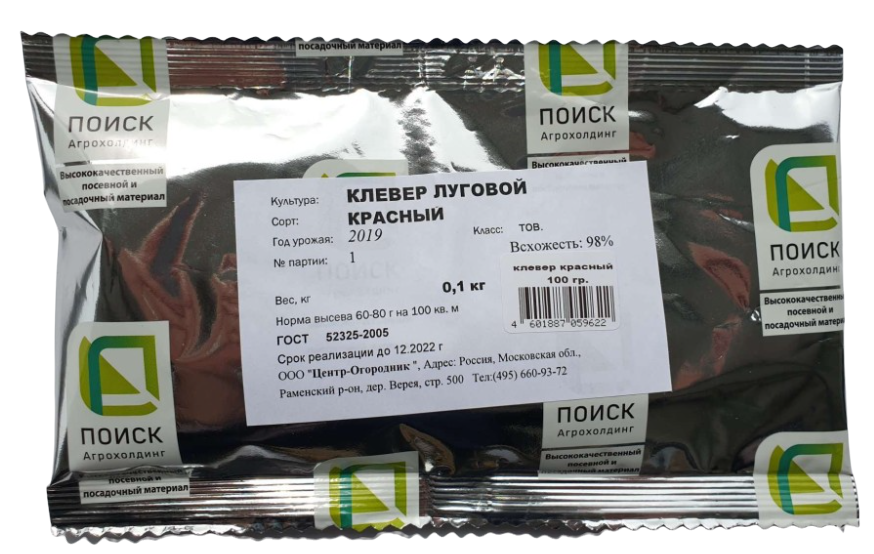 посадочный материал
ПОИСК
Агрохолдинг
Высококачественный
посевной и
посадочный материал
ПОИСК
Агрохолдинг
Высококачественный
ПОИСК
Агрохолдинг
Высококачественный
посевной и
посадочный материал
Культура: КЛЕВЕР ЛУГОВОЙ
Сорт: КРАСНЫЙ
Год урожая: 2019 Класс: ТОВ.
Всхожесть: 98%
№ партии: 1
клевер красный
100 гр.
4 601887 059622
Вес, кг 0,1 кг
Норма высева 60-80 г на 100 кв. м
ГОСТ 52325-2005
Срок реализации до 12.2022 г
ООО "Центр-Огородник ", Адрес: Россия, Московская обл.,
Раменский р-он, дер. Верея, стр. 500 Тел:(495) 660-93-72
ПОИСК
Агрохолдинг
посевной и
посадочный материал
ПОИСК
Агрохолдинг
Высококачественный
посевной и
посадочный материал